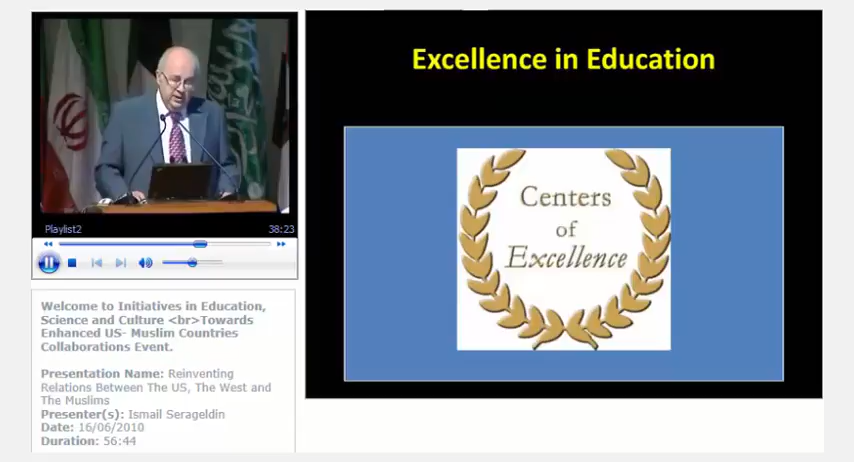 Excellence in Education
Centers
of
Excellence
Playlist2 38:23
Welcome to Initiatives in Education,
Science and Culture <br>Towards
Enhanced US- Muslim Countries
Collaborations Event.
Presentation Name: Reinventing
Relations Between The US, The West and
The Muslims
Presenter(s): Ismail Serageldin
Date: 16/06/2010
Duration: 56:44